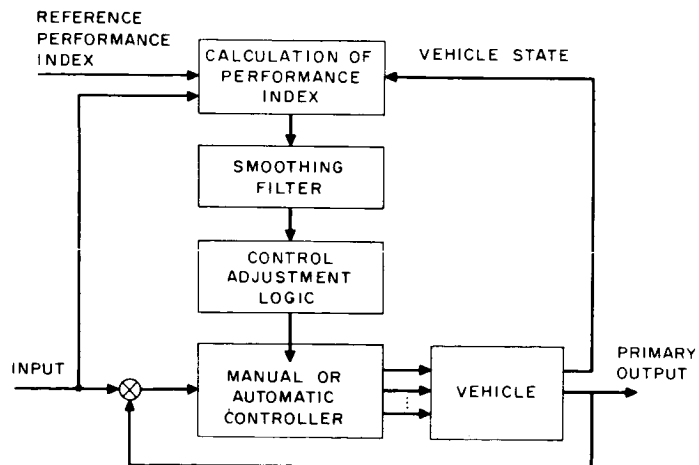 REFERENCE
PERFORMANCE
INDEX
CALCULATION OF
PERFORMANCE
INDEX
VEHICLE STATE
SMOOTHING
FILTER
CONTROL
ADJUSTMENT
LOGIC
INPUT
MANUAL OR
AUTOMATIC
CONTROLLER
VEHICLE
PRIMARY
OUTPUT